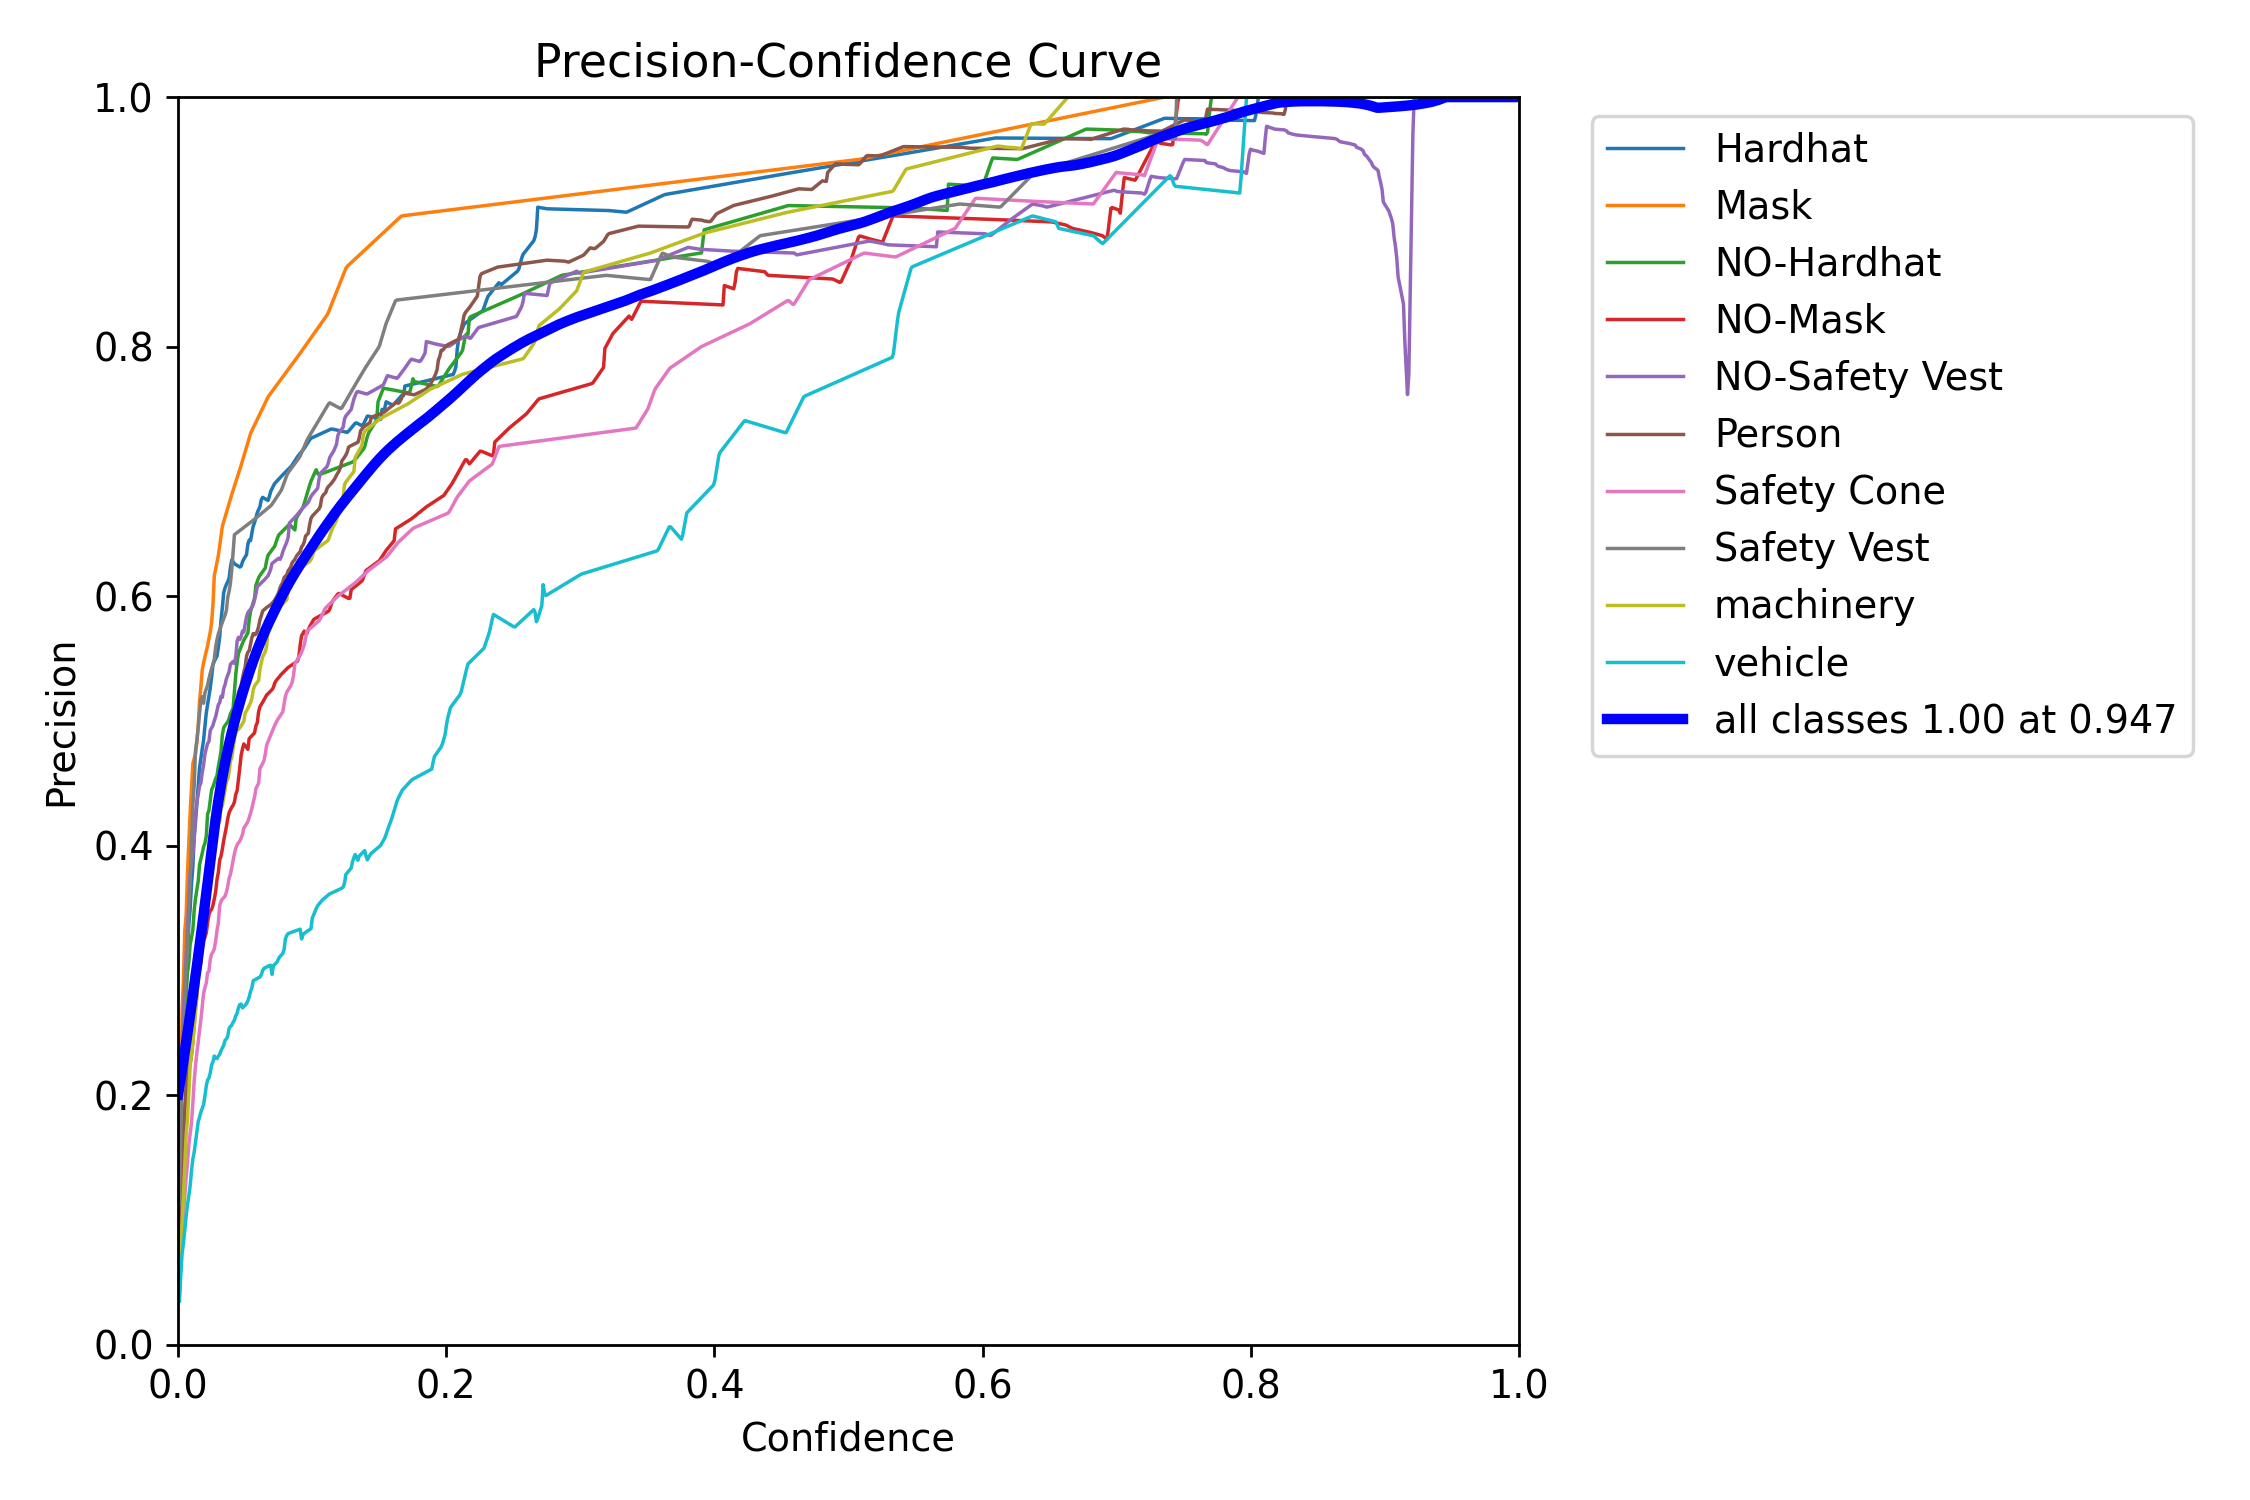 Precision-Confidence Curve
1.0
0.8
0.6
0.4
0.2
0.0
Precision
0.0 0.2 0.4 0.6 0.8 1.0
Confidence
Hardhat
Mask
NO-Hardhat
NO-Mask
NO-Safety Vest
Person
Safety Cone
Safety Vest
machinery
vehicle
all classes 1.00 at 0.947